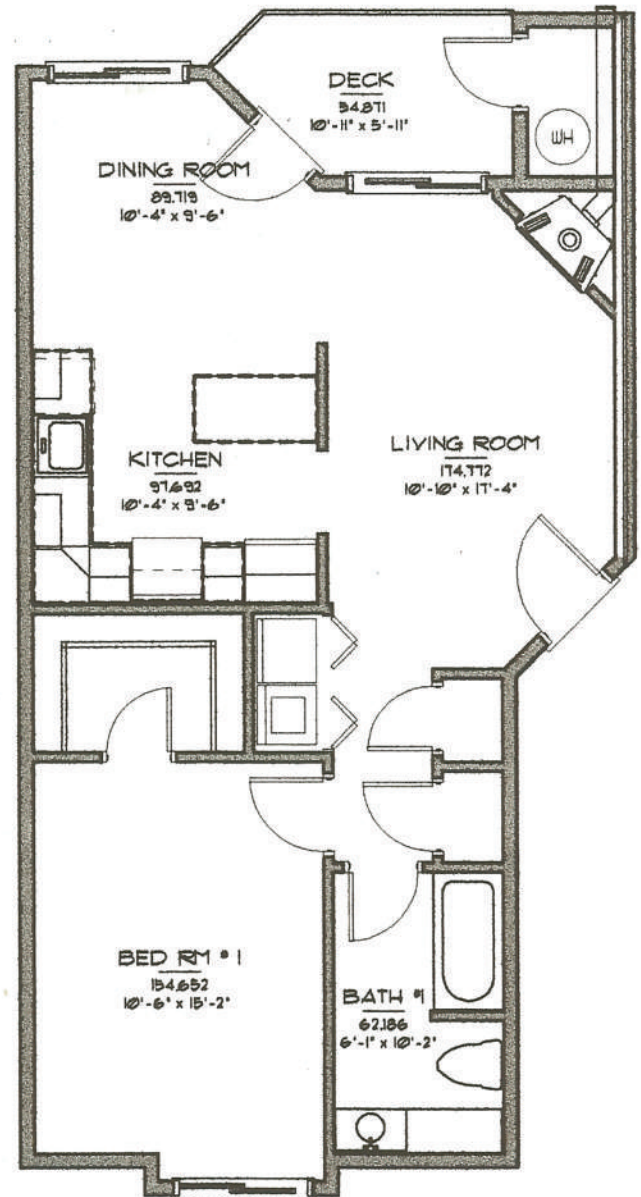 DECK
54.871
10'-11" x 5'-11"
WH
DINING ROOM
89.719
10'-4" x 9'-6"
LIVING ROOM
174.772
10'-10" x 17'-4"
KITCHEN
97.692
10'-4" x 9'-6"
BED RM #1
154.652
10'-6" x 15'-2"
BATH #1
62.186
6'-1" x 10'-2"